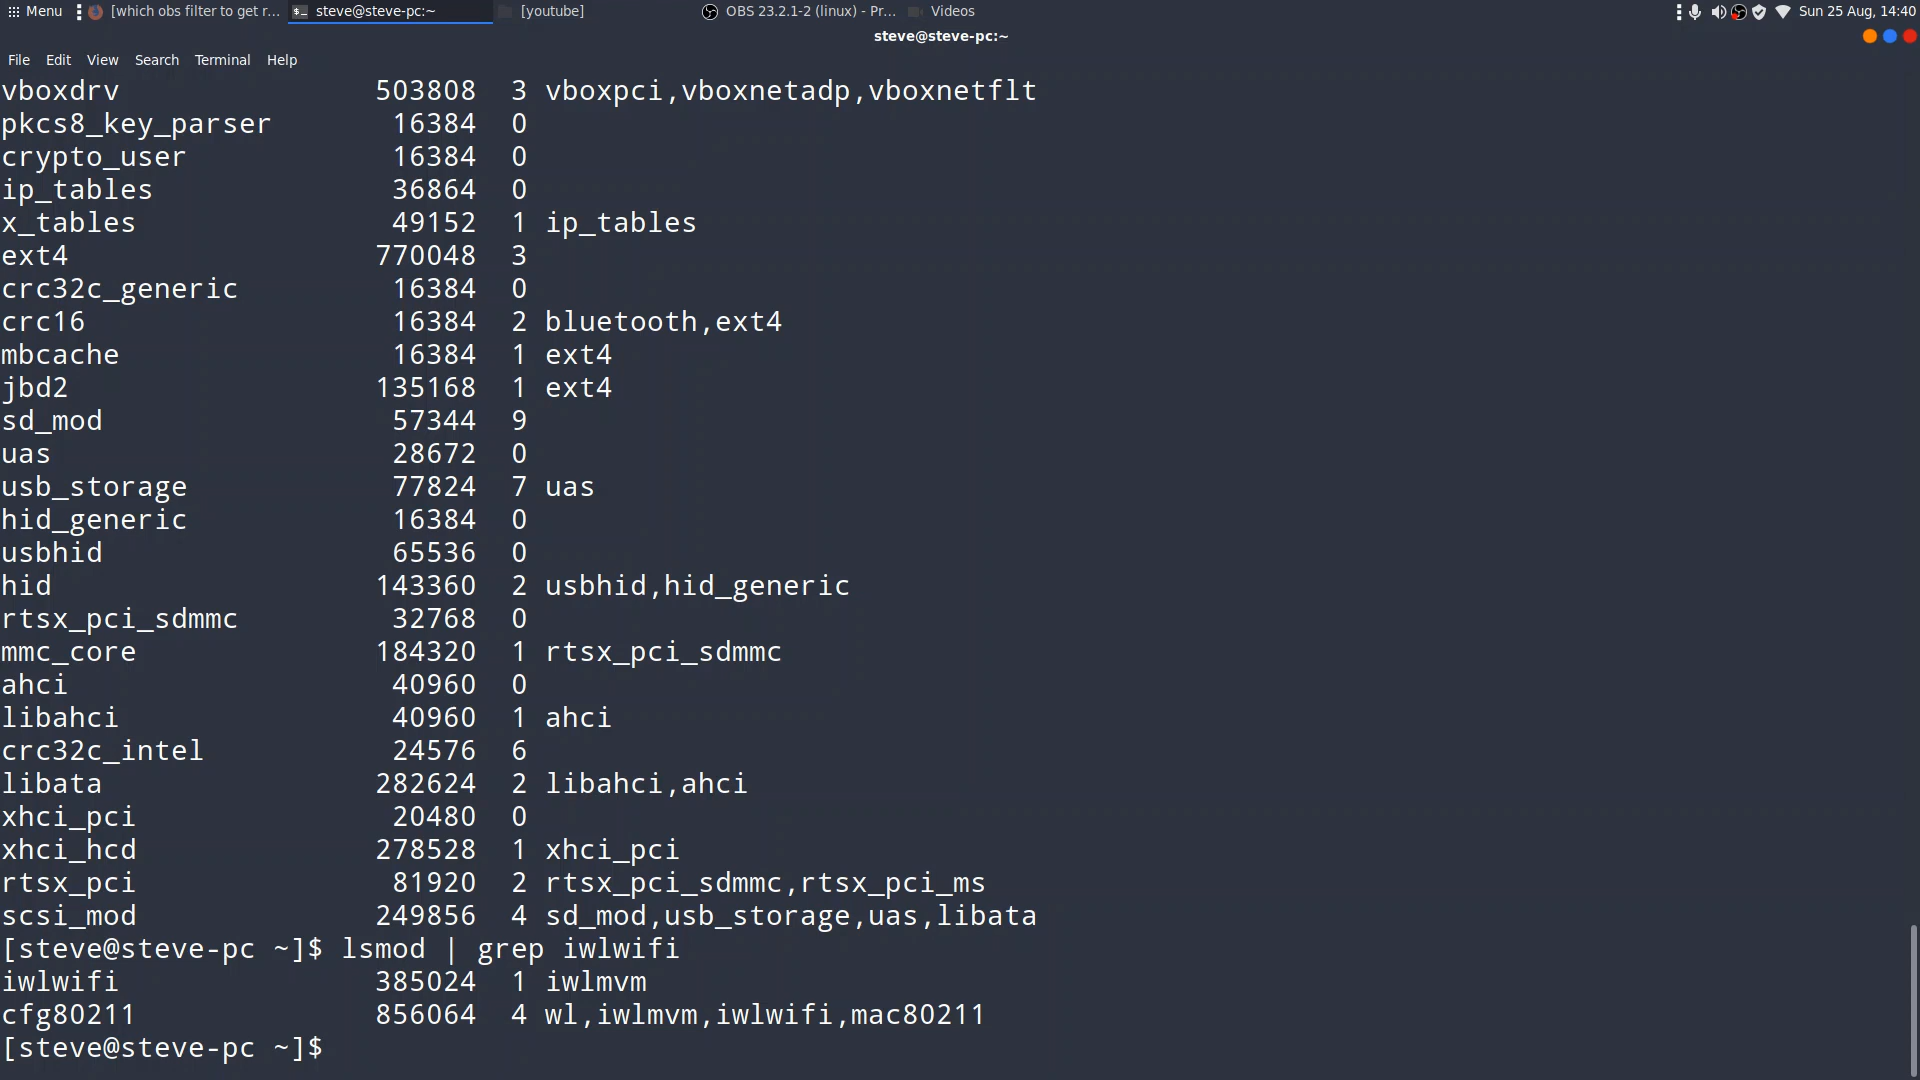 Menu [which obs filter to get r... steve@steve-pc:~ [youtube] OBS 23.2.1-2 (linux) - Pr... Videos Sun 25 Aug, 14:40
steve@steve-pc:~
File Edit View Search Terminal Help
vboxdrv 503808 3 vboxpci,vboxnetadp,vboxnetflt
pkcs8_key_parser 16384 0
crypto_user 16384 0
ip_tables 36864 0
x_tables 49152 1 ip_tables
ext4 770048 3
crc32c_generic 16384 0
crc16 16384 2 bluetooth,ext4
mbcache 16384 1 ext4
jbd2 135168 1 ext4
sd_mod 57344 9
uas 28672 0
usb_storage 77824 7 uas
hid_generic 16384 0
usbhid 65536 0
hid 143360 2 usbhid,hid_generic
rtsx_pci_sdmmc 32768 0
mmc_core 184320 1 rtsx_pci_sdmmc
ahci 40960 0
libahci 40960 1 ahci
crc32c_intel 24576 6
libata 282624 2 libahci,ahci
xhci_pci 20480 0
xhci_hcd 278528 1 xhci_pci
rtsx_pci 81920 2 rtsx_pci_sdmmc,rtsx_pci_ms
scsi_mod 249856 4 sd_mod,usb_storage,uas,libata
[steve@steve-pc ~]$ lsmod | grep iwlwifi
iwlwifi 385024 1 iwlmvm
cfg80211 856064 4 wl,iwlmvm,iwlwifi,mac80211
[steve@steve-pc ~]$